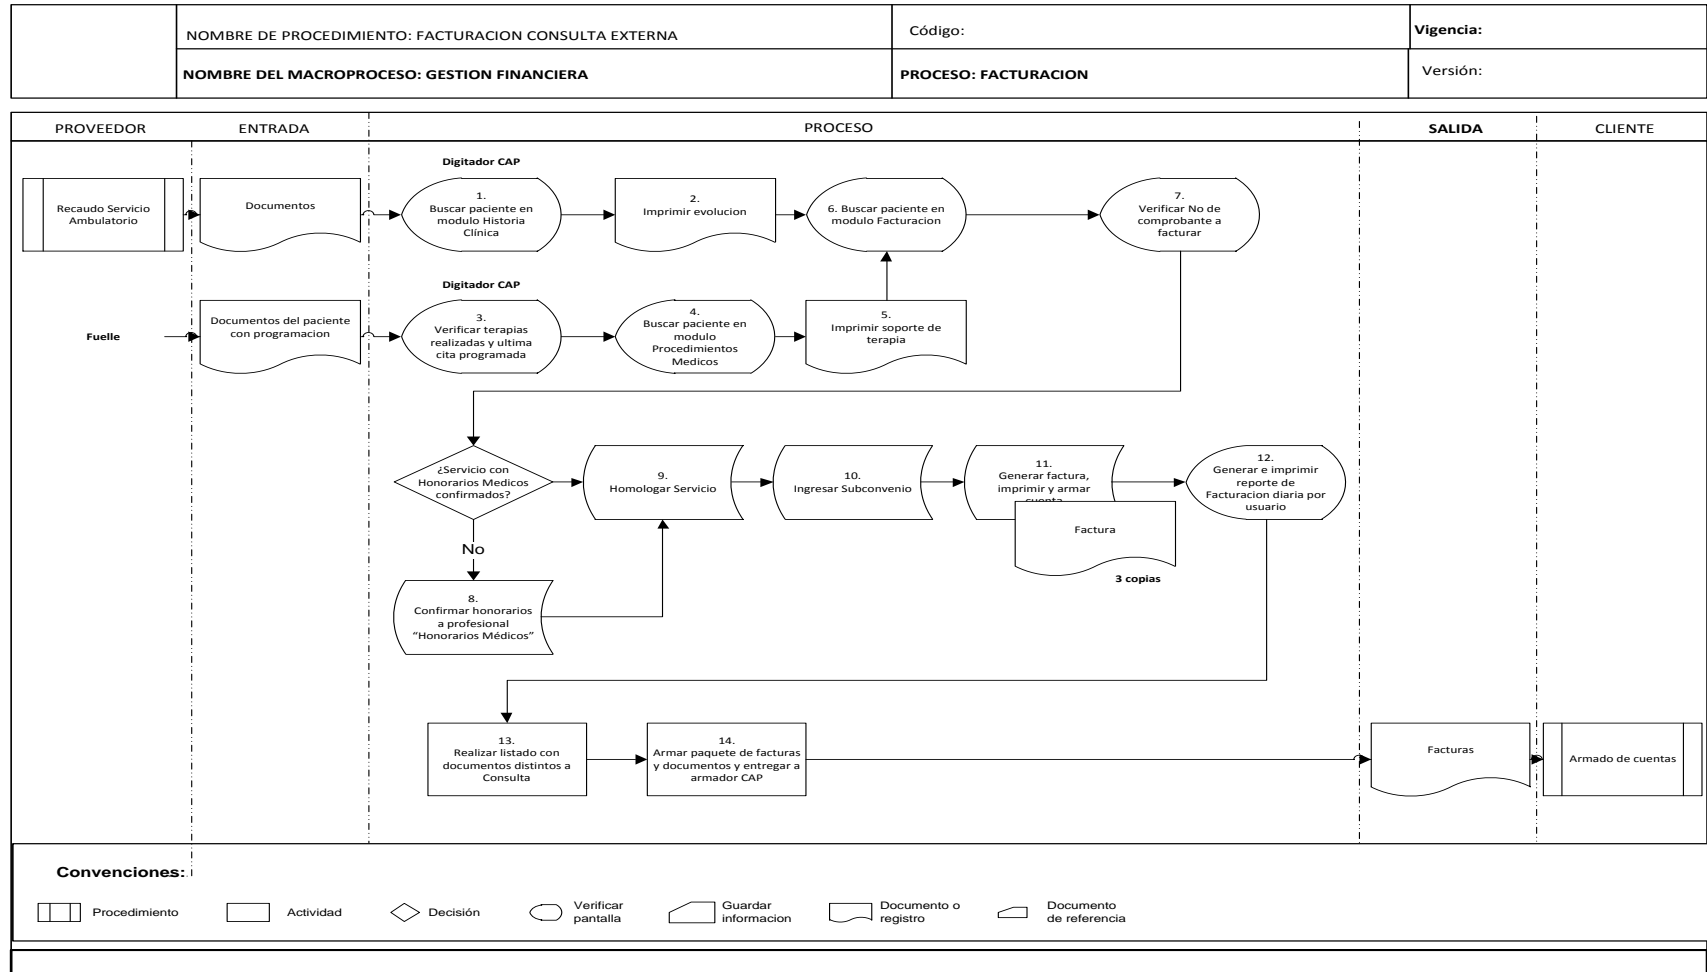 NOMBRE DE PROCEDIMIENTO: FACTURACION CONSULTA EXTERNA
Código:
Vigencia:
NOMBRE DEL MACROPROCESO: GESTION FINANCIERA
PROCESO: FACTURACION
Versión:
PROVEEDOR
ENTRADA
PROCESO
SALIDA
CLIENTE
Recaudo Servicio
Ambulatorio
Documentos
Digitador CAP
1.
Buscar paciente en
modulo Historia
Clínica
2.
Imprimir evolucion
6. Buscar paciente en
modulo Facturacion
7.
Verificar No de
comprobante a
facturar
Fuelle
Documentos del paciente
con programacion
Digitador CAP
3.
Verificar terapias
realizadas y ultima
cita programada
4.
Buscar paciente en
modulo
Procedimientos
Medicos
5.
Imprimir soporte de
terapia
¿Servicio con
Honorarios Medicos
confirmados?
No
8.
Confirmar honorarios
a profesional
“Honorarios Médicos”
9.
Homologar Servicio
10.
Ingresar Subconvenio
11.
Generar factura,
imprimir y armar
cuenta
Factura
3 copias
12.
Generar e imprimir
reporte de
Facturacion diaria por
usuario
13.
Realizar listado con
documentos distintos a
Consulta
14.
Armar paquete de facturas
y documentos y entregar a
armador CAP
Facturas
Armado de cuentas
Convenciones:
Procedimiento
Actividad
Decisión
Verificar
pantalla
Guardar
informacion
Documento o
registro
Documento
de referencia